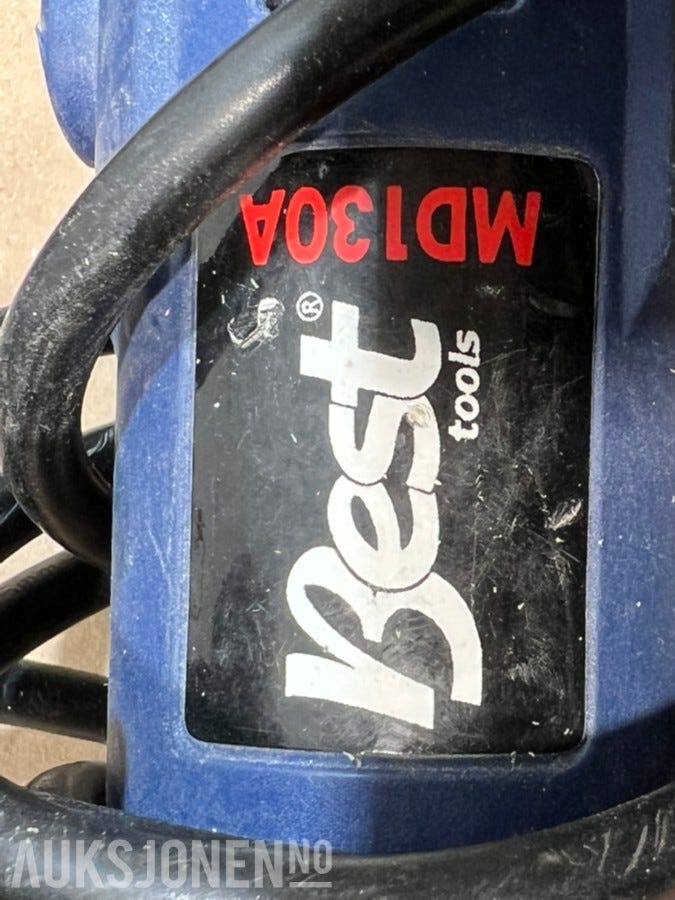 MD130A
Best®
tools
AUKSJONEN.NO